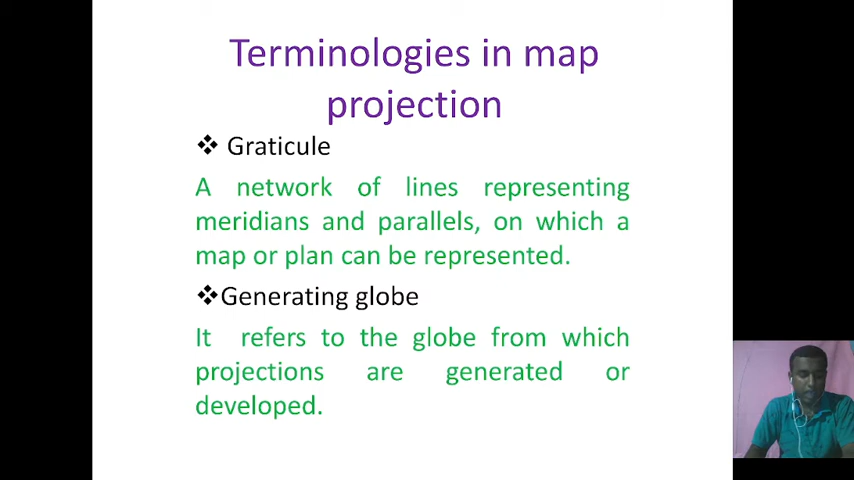 Terminologies in map
projection
❖ Graticule
A network of lines representing
meridians and parallels, on which a
map or plan can be represented.
❖Generating globe
It refers to the globe from which
projections are generated or
developed.